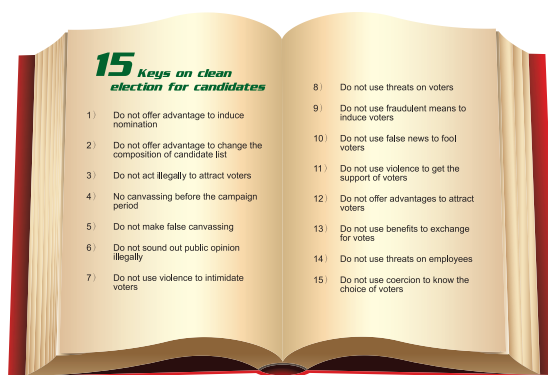 15 Keys on clean
election for candidates
1) Do not offer advantage to induce
nomination
2) Do not offer advantage to change the
composition of candidate list
3) Do not act illegally to attract voters
4) No canvassing before the campaign
period
5) Do not make false canvassing
6) Do not sound out public opinion
illegally
7) Do not use violence to intimidate
voters
8) Do not use threats on voters
9) Do not use fraudulent means to
induce voters
10) Do not use false news to fool
voters
11) Do not use violence to get the
support of voters
12) Do not offer advantages to attract
voters
13) Do not use benefits to exchange
for votes
14) Do not use threats on employees
15) Do not use coercion to know the
choice of voters